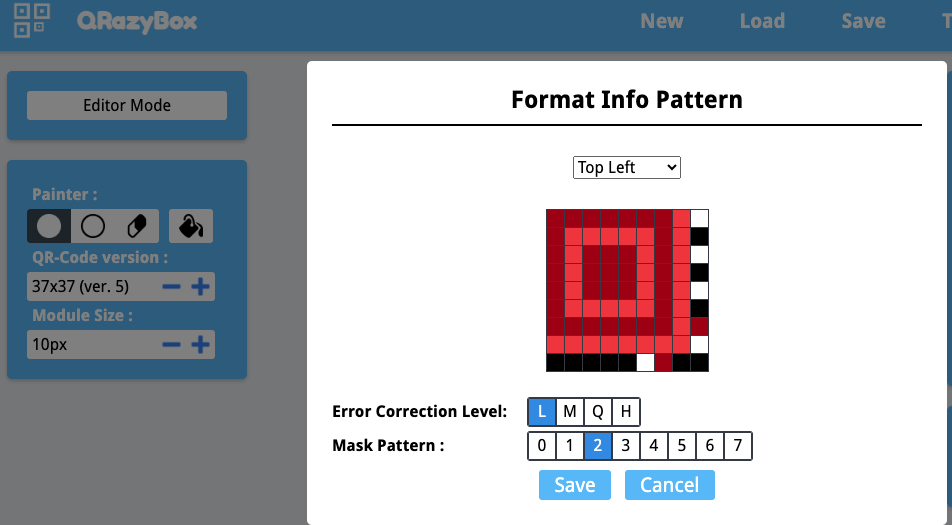 QRazyBox New Load Save T
Editor Mode
Format Info Pattern
Top Left
Painter :
QR-Code version :
37x37 (ver. 5)
Module Size :
10px
Error Correction Level: L M Q H
Mask Pattern : 0 1 2 3 4 5 6 7
Save Cancel